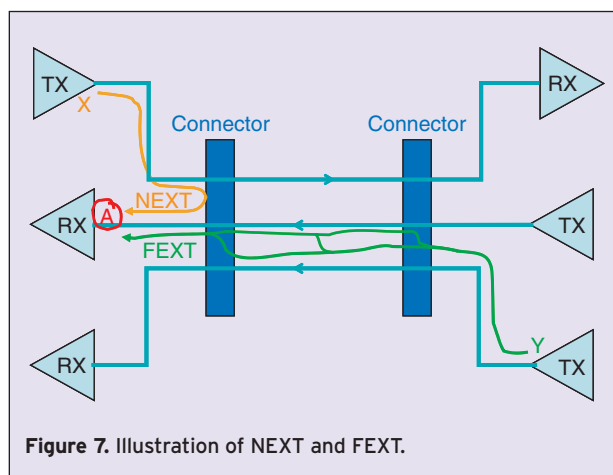 TX
RX
X
Connector
Connector
NEXT
A
RX
TX
FEXT
Y
RX
TX
Figure 7. Illustration of NEXT and FEXT.